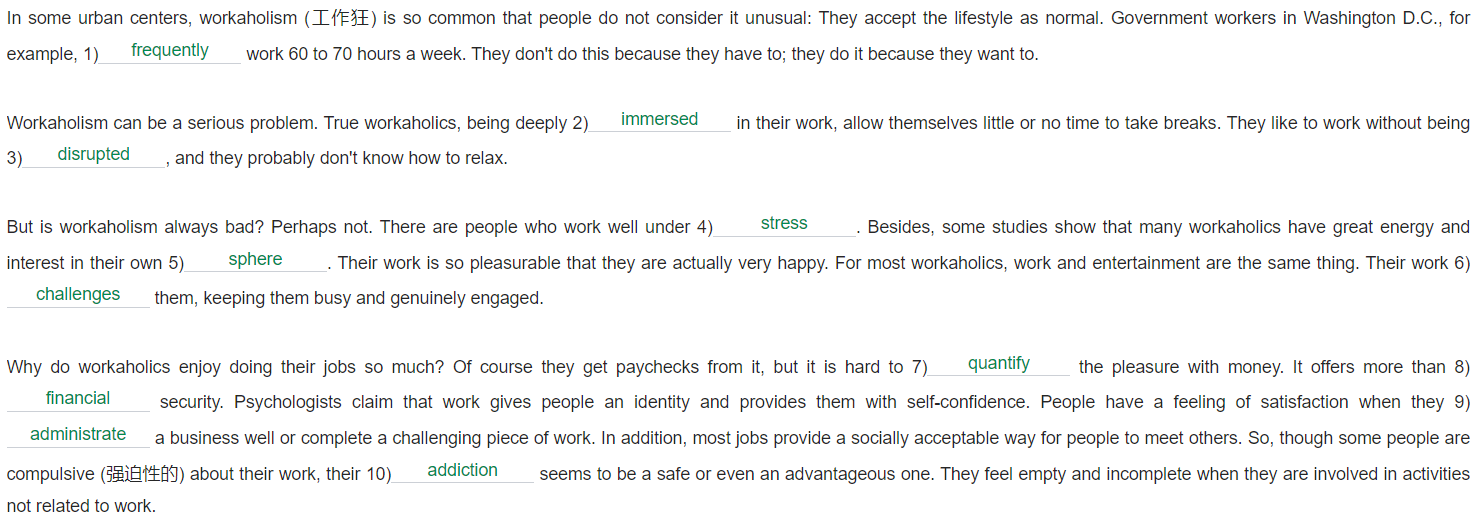 In some urban centers, workaholism (工作狂) is so common that people do not consider it unusual: They accept the lifestyle as normal. Government workers in Washington D.C., for
example, 1) frequently work 60 to 70 hours a week. They don't do this because they have to; they do it because they want to.
Workaholism can be a serious problem. True workaholics, being deeply 2) immersed in their work, allow themselves little or no time to take breaks. They like to work without being
3) disrupted , and they probably don't know how to relax.
But is workaholism always bad? Perhaps not. There are people who work well under 4) stress . Besides, some studies show that many workaholics have great energy and
interest in their own 5) sphere . Their work is so pleasurable that they are actually very happy. For most workaholics, work and entertainment are the same thing. Their work 6)
challenges them, keeping them busy and genuinely engaged.
Why do workaholics enjoy doing their jobs so much? Of course they get paychecks from it, but it is hard to 7) quantify the pleasure with money. It offers more than 8)
financial security. Psychologists claim that work gives people an identity and provides them with self-confidence. People have a feeling of satisfaction when they 9)
administrate a business well or complete a challenging piece of work. In addition, most jobs provide a socially acceptable way for people to meet others. So, though some people are
compulsive (强迫性的) about their work, their 10) addiction seems to be a safe or even an advantageous one. They feel empty and incomplete when they are involved in activities
not related to work.